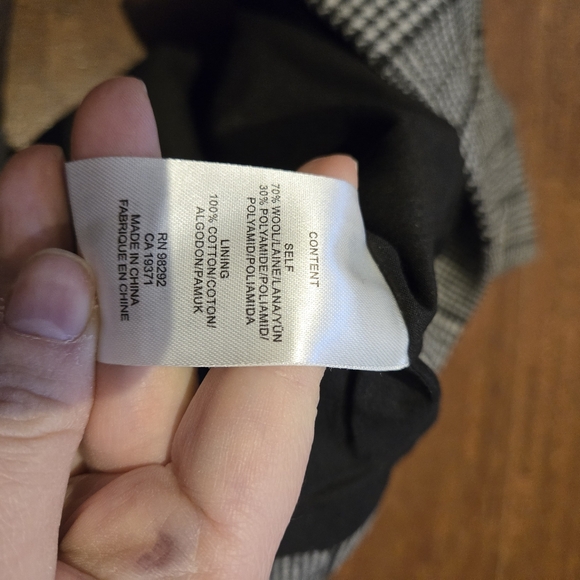 CONTENT
SELF
70% WOOL/LAINE/LANA/YÜN
30% POLYAMIDE/POLIAMID/
POLYAMID/POLIAMIDA
LINING
100% COTTON/COTON/
ALGODON/PAMUK
RN 98292
CA 19371
MADE IN CHINA
FABRIQUE EN CHINE